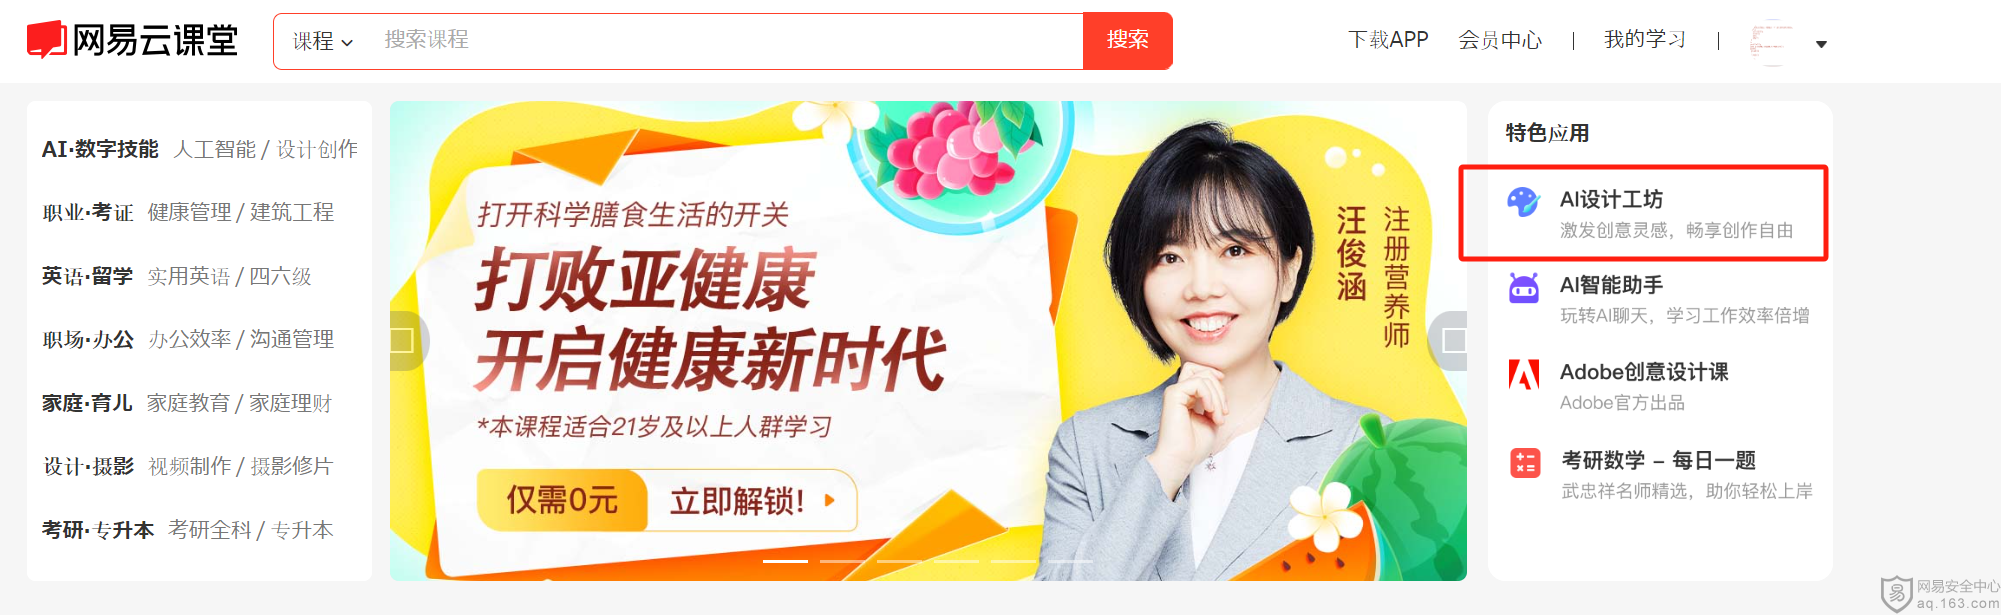 网易云课堂
课程
搜索课程
搜索
下载APP
会员中心
我的学习
AI·数字技能 人工智能 / 设计创作
职业·考证 健康管理 / 建筑工程
英语·留学 实用英语 / 四六级
职场·办公 办公效率 / 沟通管理
家庭·育儿 家庭教育 / 家庭理财
设计·摄影 视频制作 / 摄影修片
考研·专升本 考研全科 / 专升本
打开科学膳食生活的开关
打败亚健康
开启健康新时代
*本课程适合21岁及以上人群学习
仅需0元
立即解锁!
汪俊涵
注册营养师
特色应用
AI设计工坊
激发创意灵感，畅享创作自由
AI智能助手
玩转AI聊天，学习工作效率倍增
Adobe创意设计课
Adobe官方出品
考研数学 – 每日一题
武忠祥名师精选，助你轻松上岸
易
网易安全中心
aq.163.com